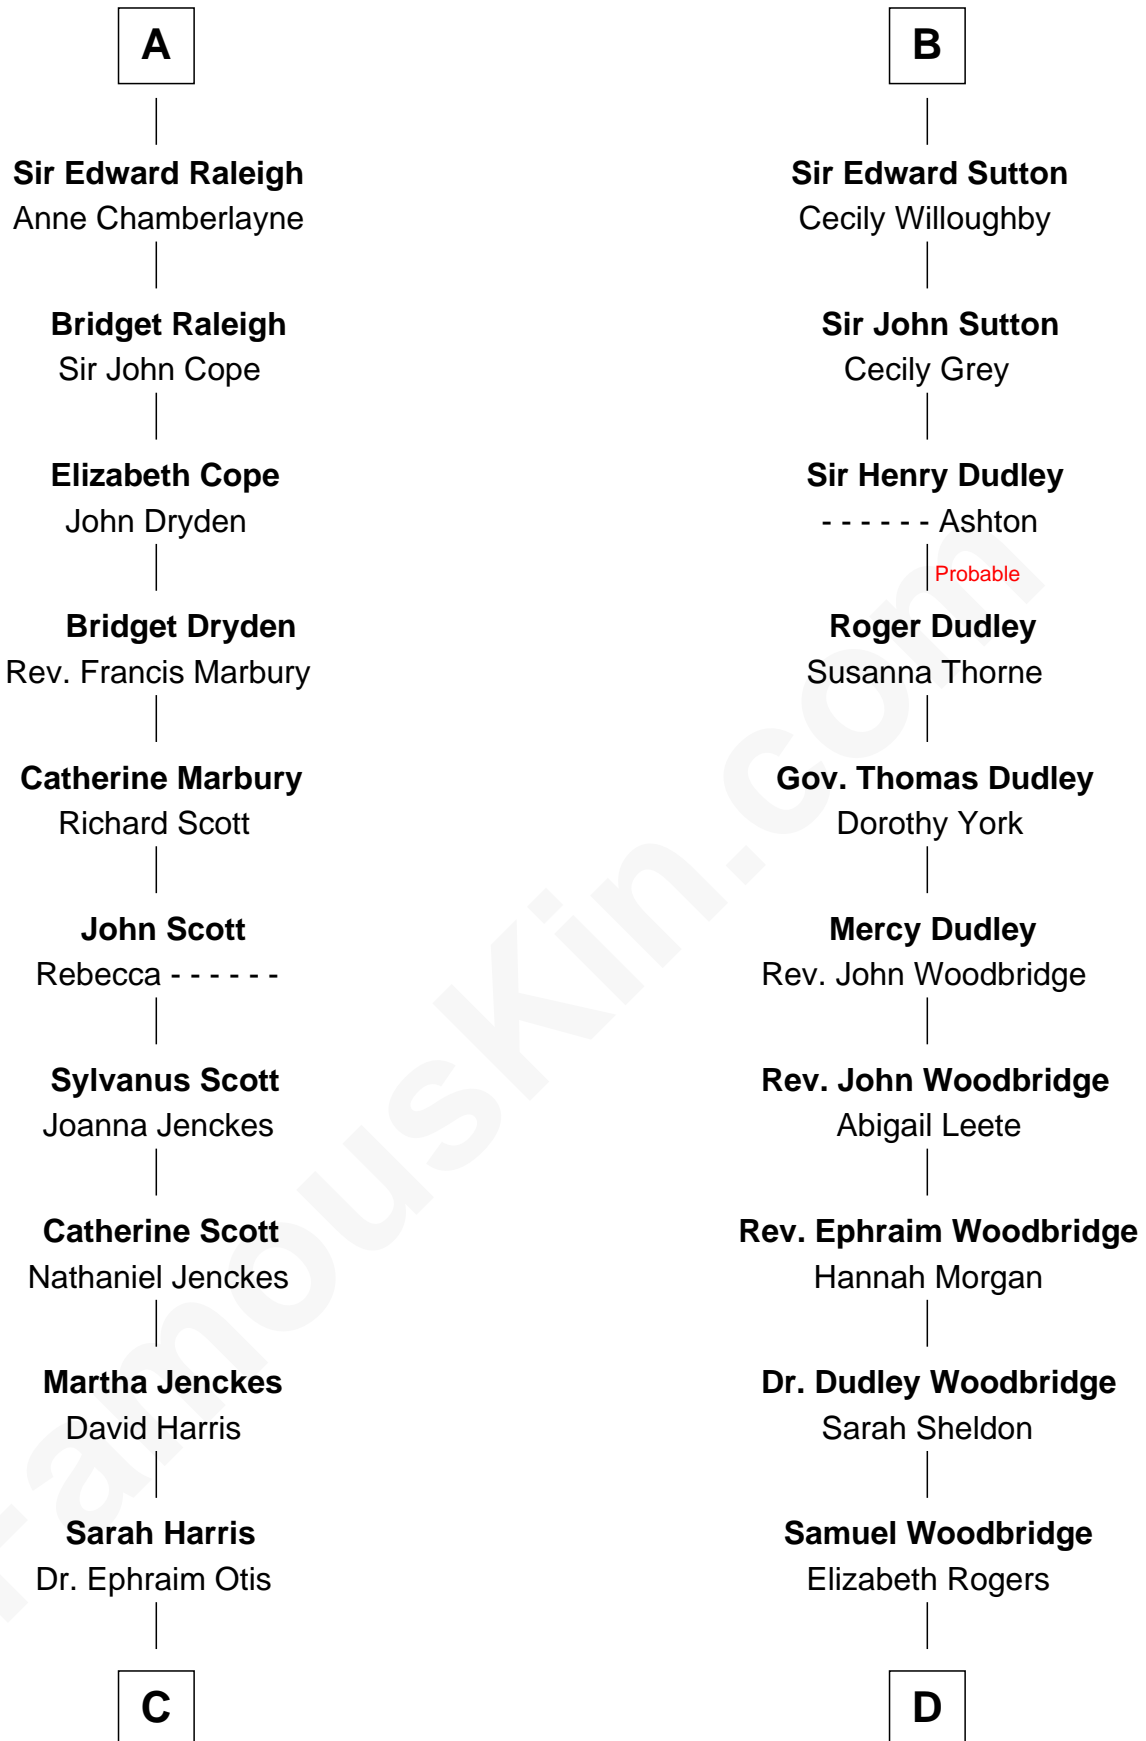 A
Sir Edward Raleigh
Anne Chamberlayne
Bridget Raleigh
Sir John Cope
Elizabeth Cope
John Dryden
Bridget Dryden
Rev. Francis Marbury
Catherine Marbury
Richard Scott
John Scott
Rebecca - - - - - -
Sylvanus Scott
Joanna Jenckes
Catherine Scott
Nathaniel Jenckes
Martha Jenckes
David Harris
Sarah Harris
Dr. Ephraim Otis
C
B
Sir Edward Sutton
Cecily Willoughby
Sir John Sutton
Cecily Grey
Sir Henry Dudley
- - - - - - Ashton
Probable
Roger Dudley
Susanna Thorne
Gov. Thomas Dudley
Dorothy York
Mercy Dudley
Rev. John Woodbridge
Rev. John Woodbridge
Abigail Leete
Rev. Ephraim Woodbridge
Hannah Morgan
Dr. Dudley Woodbridge
Sarah Sheldon
Samuel Woodbridge
Elizabeth Rogers
D
FamousKin.com